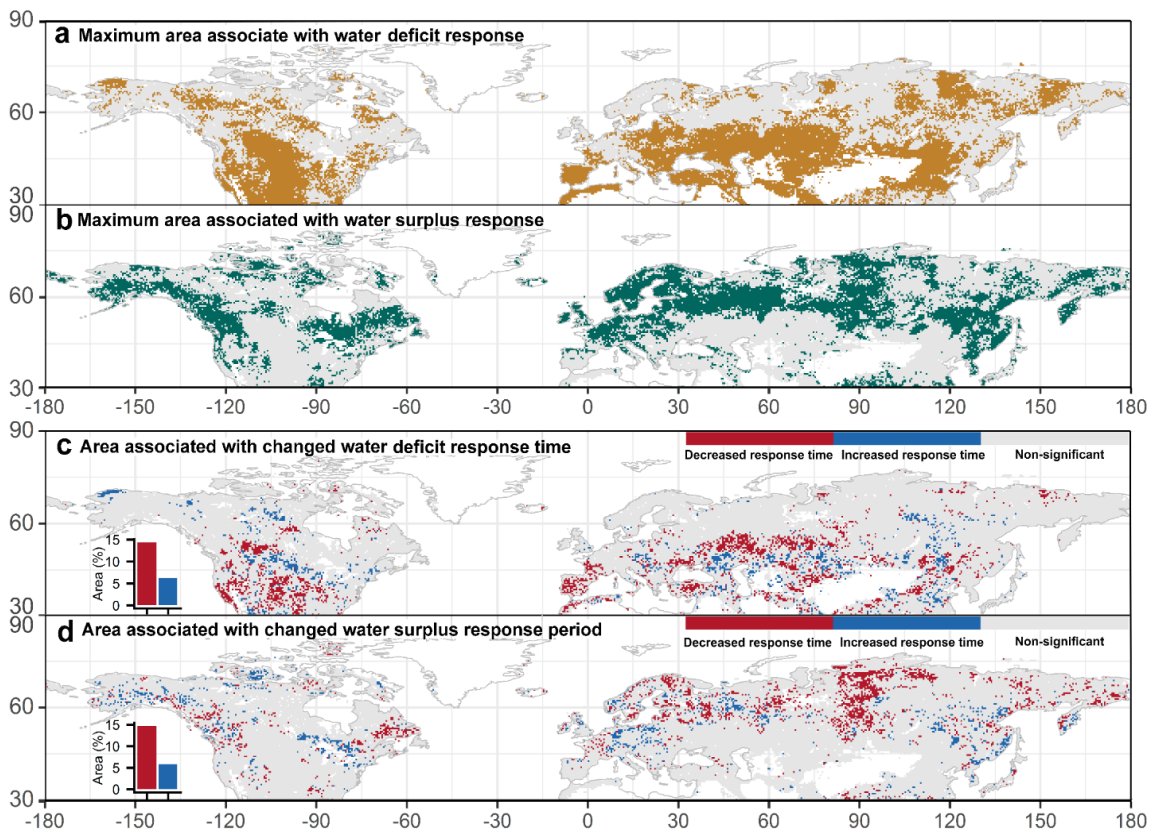 90
a Maximum area associate with water deficit response
60
30
b Maximum area associated with water surplus response
90
60
30
-180 -150 -120 -90 -60 -30 0 30 60 90 120 150 180
90
c Area associated with changed water deficit response time
Decreased response time Increased response time Non-significant
60
15
10
5
0
Area (%)
30
90
d Area associated with changed water surplus response period
Decreased response time Increased response time Non-significant
60
15
10
5
0
Area (%)
30
-180 -150 -120 -90 -60 -30 0 30 60 90 120 150 180